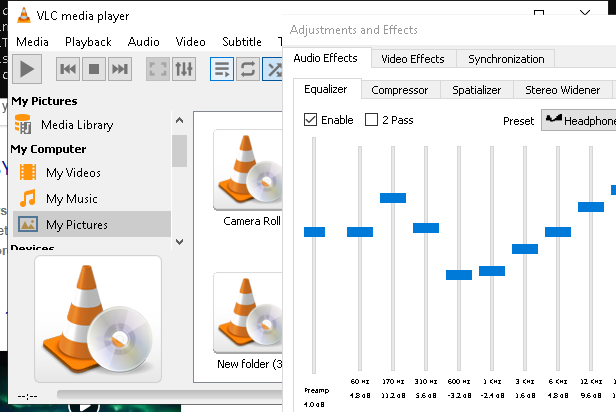 VLC media player
Media Playback Audio Video Subtitle T
My Pictures
Media Library
My Computer
My Videos
My Music
My Pictures
Devices
Camera Roll
New folder (3
--:--
Adjustments and Effects
Audio Effects Video Effects Synchronization
Equalizer Compressor Spatializer Stereo Widener
Enable 2 Pass Preset Headphone
60 Hz 170 Hz 310 Hz 600 Hz 1 KHz 3 KHz 6 KHz 12 KHz
Preamp 4.8 dB 11.2 dB 5.6 dB -3.2 dB -2.4 dB 1.6 dB 4.8 dB 9.6 dB
4.0 dB